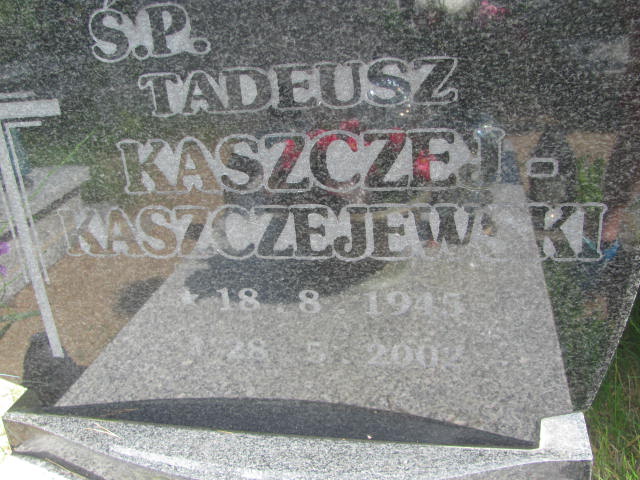 Ś.P.
TADEUSZ
KASZCZEJ-
KASZCZEJEWSKI
★ 18.8.1945
† 28.5.2002